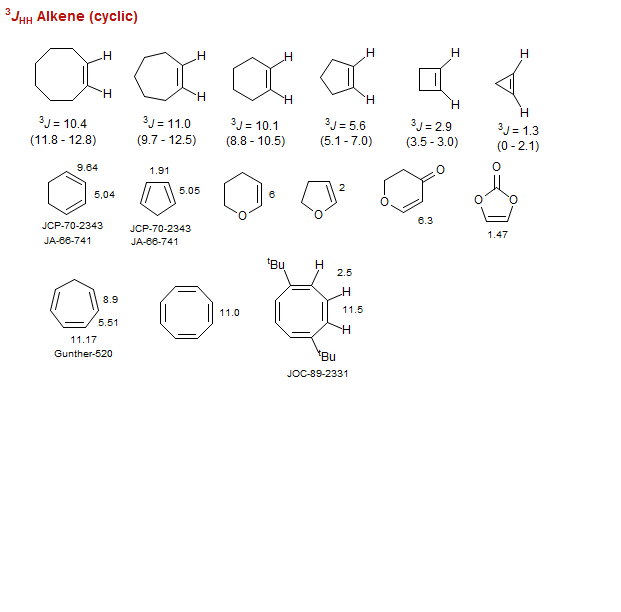 ³JHH Alkene (cyclic)
H H H H H H
H H H H H H
³J = 10.4 ³J = 11.0 ³J = 10.1 ³J = 5.6 ³J = 2.9 ³J = 1.3
(11.8 - 12.8) (9.7 - 12.5) (8.8 - 10.5) (5.1 - 7.0) (3.5 - 3.0) (0 - 2.1)
9.64 1.91 O O
5,04 5.05 6 2 O O O
O O 6.3 1.47
JCP-70-2343 JCP-70-2343
JA-66-741 JA-66-741
tBu H 2.5
8.9 H
5.51 11.0 11.5
11.17 H
Gunther-520 tBu
JOC-89-2331